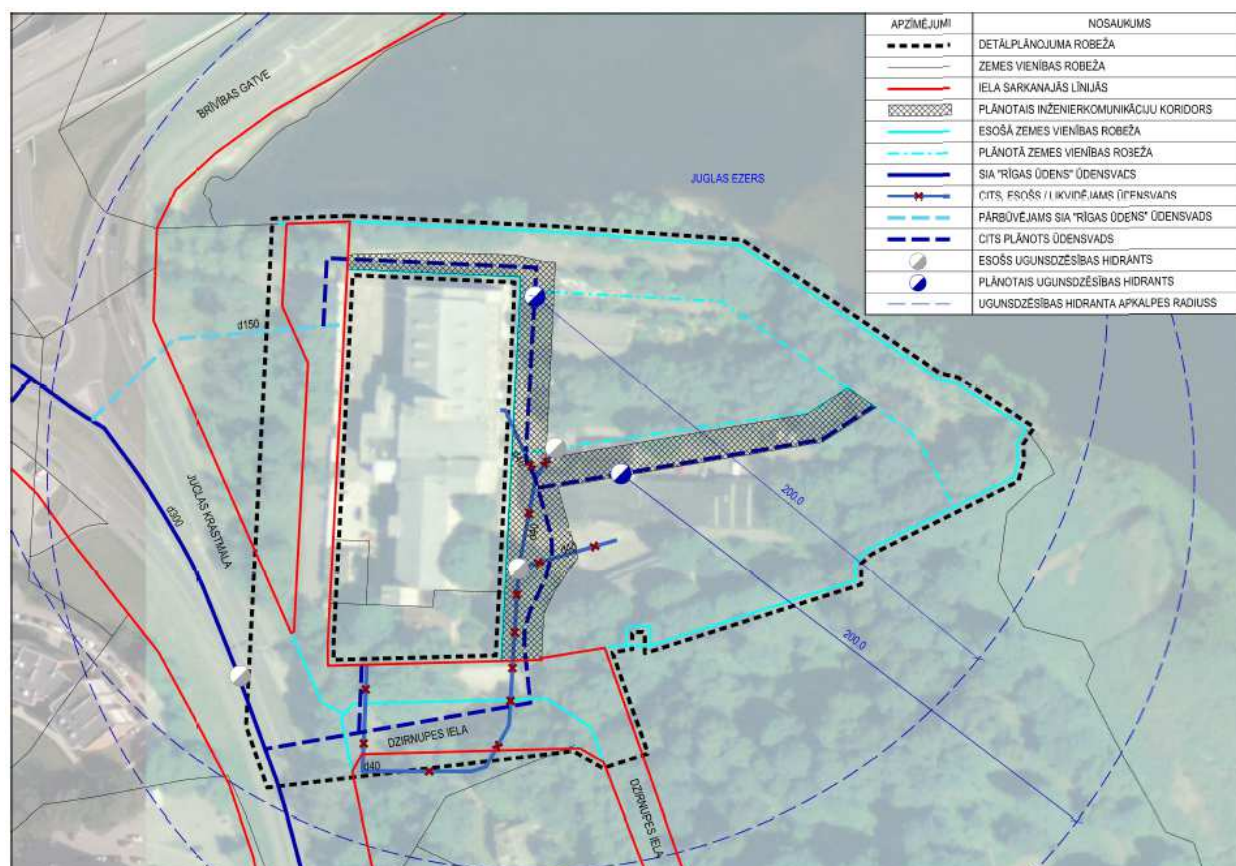 APZĪMĒJUMI NOSAUKUMS
DETĀLPLĀNOJUMA ROBEŽA
ZEMES VIENĪBAS ROBEŽA
IELA SARKANAJĀS LĪNIJĀS
PLĀNOTAIS INŽENIERKOMUNIKĀCIJU KORIDORS
ESOŠĀ ZEMES VIENĪBAS ROBEŽA
PLĀNOTĀ ZEMES VIENĪBAS ROBEŽA
SIA "RĪGAS ŪDENS" ŪDENSVADS
CITS, ESOŠS / LIKVIDĒJAMS ŪDENSVADS
PĀRBŪVĒJAMS SIA "RĪGAS ŪDENS" ŪDENSVADS
CITS PLĀNOTS ŪDENSVADS
ESOŠS UGUNSDZĒSĪBAS HIDRANTS
PLĀNOTAIS UGUNSDZĒSĪBAS HIDRANTS
UGUNSDZĒSĪBAS HIDRANTA APKALPES RADIUSS
BRĪVĪBAS GATVE
JUGLAS EZERS
d150
d300
JUGLAS KRASTMALA
200.0
200.0
DZIRNUPES IELA
d40
DZIRNUPES IELA